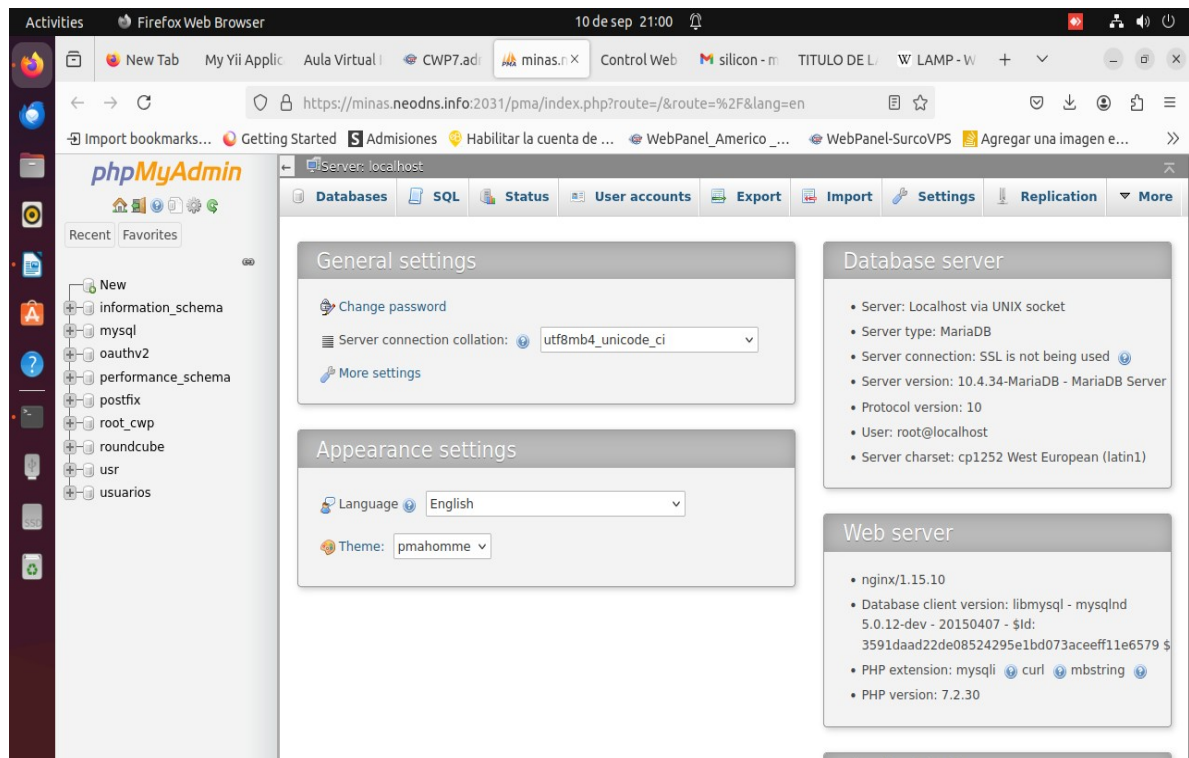 Activities Firefox Web Browser 10 de sep 21:00
New Tab My Yii Applic Aula Virtual CWP7.ad minas.n Control Web silicon - m TITULO DE L LAMP - W
https://minas.neodns.info:2031/pma/index.php?route=/&route=%2F&lang=en
Import bookmarks... Getting Started Admisiones Habilitar la cuenta de ... WebPanel_Americo _... WebPanel-SurcoVPS Agregar una imagen e...
phpMyAdmin
Recent Favorites
New
information_schema
mysql
oauthv2
performance_schema
postfix
root_cwp
roundcube
usr
usuarios
Server: localhost
Databases SQL Status User accounts Export Import Settings Replication More
General settings
Change password
Server connection collation: utf8mb4_unicode_ci
More settings
Appearance settings
Language English
Theme: pmahomme
Database server
Server: Localhost via UNIX socket
Server type: MariaDB
Server connection: SSL is not being used
Server version: 10.4.34-MariaDB - MariaDB Server
Protocol version: 10
User: root@localhost
Server charset: cp1252 West European (latin1)
Web server
nginx/1.15.10
Database client version: libmysql - mysqlnd
5.0.12-dev - 20150407 - $Id:
3591daad22de08524295e1bd073aceeff11e6579 $
PHP extension: mysqli curl mbstring
PHP version: 7.2.30